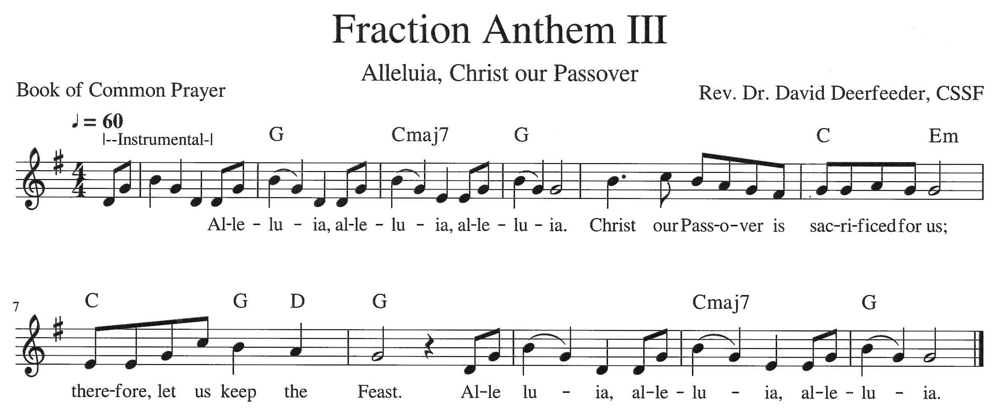 Fraction Anthem III
Alleluia, Christ our Passover
Book of Common Prayer
Rev. Dr. David Deerfeeder, CSSF
♩ = 60
|--Instrumental-|
G Cmaj7 G C Em
4
4
Al-le - lu - ia, al-le - lu - ia, al-le - lu - ia. Christ our Pass-o-ver is sac-ri-ficed for us;
7
C G D G Cmaj7 G
there-fore, let us keep the Feast. Al-le lu - ia, al-le - lu - ia, al-le - lu - ia.